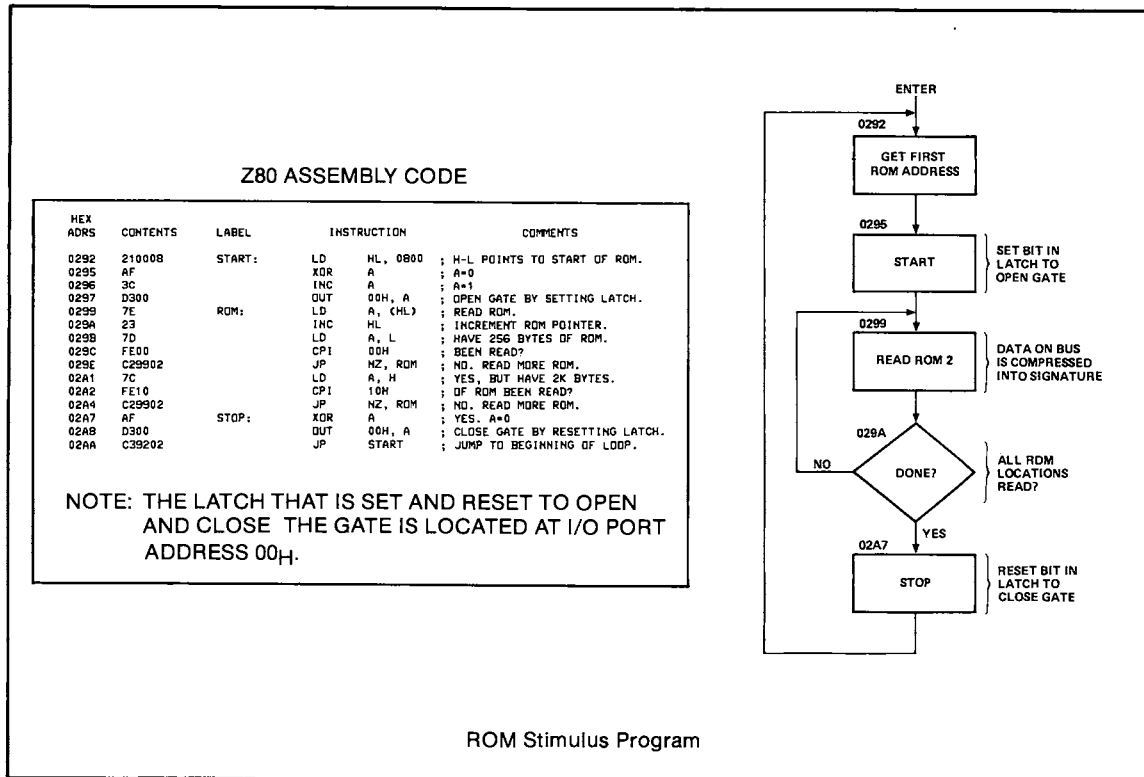 Z80 ASSEMBLY CODE
HEX
ADRS CONTENTS LABEL INSTRUCTION COMMENTS
0292 210008 START: LD HL, 0800 ; H-L POINTS TO START OF ROM.
0295 AF XOR A ; A=0
0296 3C INC A ; A=1
0297 D300 OUT 00H, A ; OPEN GATE BY SETTING LATCH.
0299 7E ROM: LD A, (HL) ; READ ROM.
029A 23 INC HL ; INCREMENT ROM POINTER.
029B 7D LD A, L ; HAVE 256 BYTES OF ROM.
029C FE00 CPI 00H ; BEEN READ?
029E C29902 JP NZ, ROM ; NO. READ MORE ROM.
02A1 7C LD A, H ; YES, BUT HAVE 2K BYTES.
02A2 FE10 CPI 10H ; OF ROM BEEN READ?
02A4 C29902 JP NZ, ROM ; NO. READ MORE ROM.
02A7 AF STOP: XOR A ; YES. A=0
02A8 D300 OUT 00H, A ; CLOSE GATE BY RESETTING LATCH.
02AA C39202 JP START ; JUMP TO BEGINNING OF LOOP.
NOTE: THE LATCH THAT IS SET AND RESET TO OPEN
AND CLOSE THE GATE IS LOCATED AT I/O PORT
ADDRESS 00H.
ENTER
0292
GET FIRST
ROM ADDRESS
0295
START
SET BIT IN
LATCH TO
OPEN GATE
0299
READ ROM 2
DATA ON BUS
IS COMPRESSED
INTO SIGNATURE
029A
NO
DONE?
ALL ROM
LOCATIONS
READ?
YES
02A7
STOP
RESET BIT IN
LATCH TO
CLOSE GATE
ROM Stimulus Program